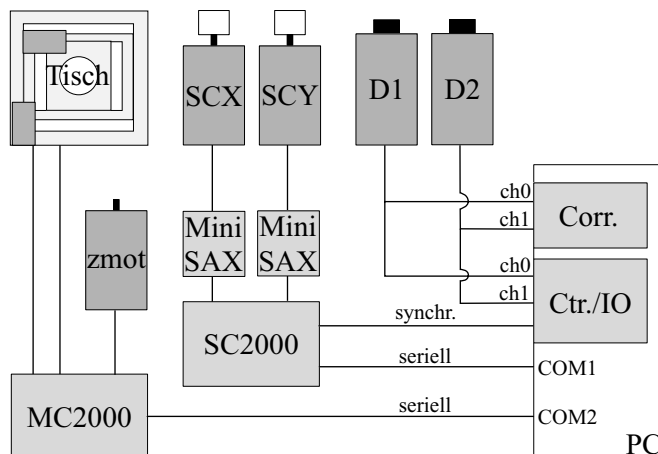 Tisch
SCX
SCY
D1
D2
ch0
ch1
Corr.
zmot
Mini
SAX
Mini
SAX
ch0
ch1
Ctr./IO
synchr.
SC2000
seriell
COM1
MC2000
seriell
COM2
PC